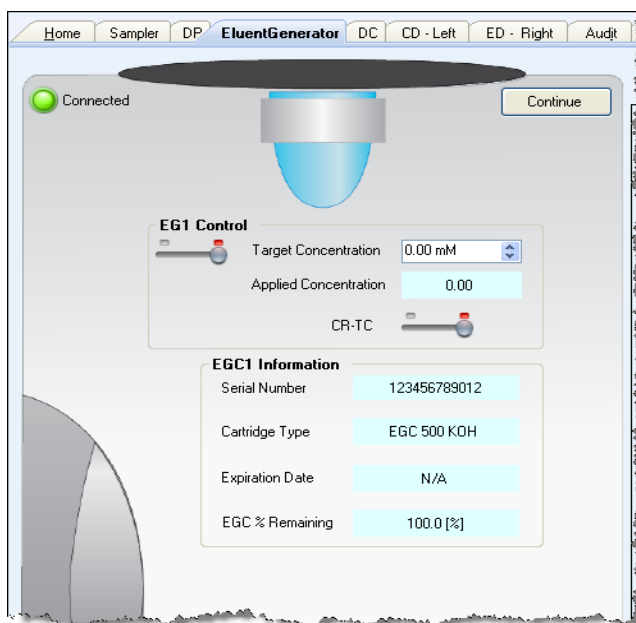 Home Sampler DP EluentGenerator DC CD - Left ED - Right Audit
Connected
Continue
EG1 Control
Target Concentration 0.00 mM
Applied Concentration 0.00
CR-TC
EGC1 Information
Serial Number 123456789012
Cartridge Type EGC 500 KOH
Expiration Date N/A
EGC % Remaining 100.0 [%]